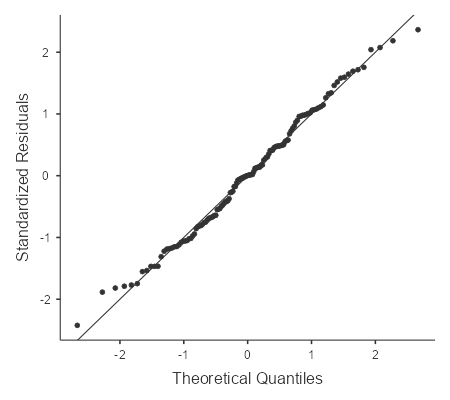 2
1
0
-1
-2
Standardized Residuals
-2 -1 0 1 2
Theoretical Quantiles